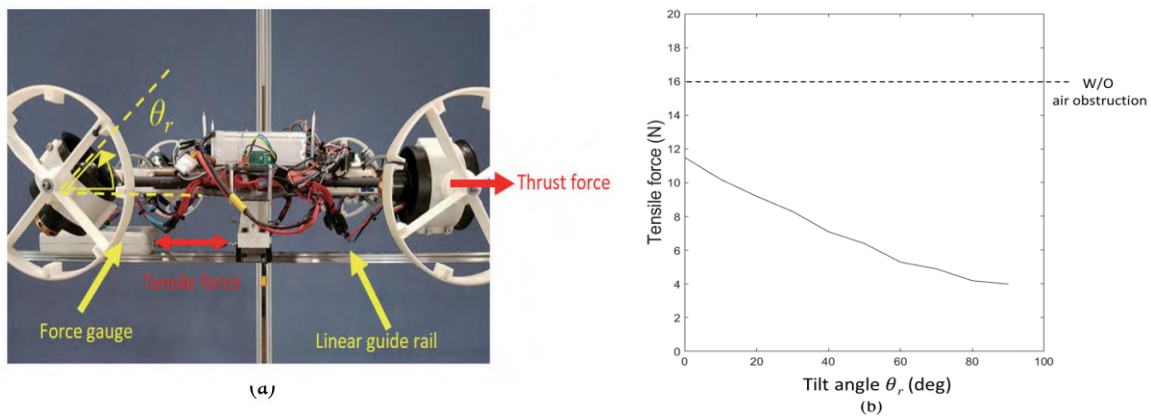 θr
Thrust force
Tensile force
Force gauge
Linear guide rail
(a)
Tensile force (N)
20
18
16
14
12
10
8
6
4
2
0
0
20
40
60
80
100
W/O
air obstruction
Tilt angle θr (deg)
(b)